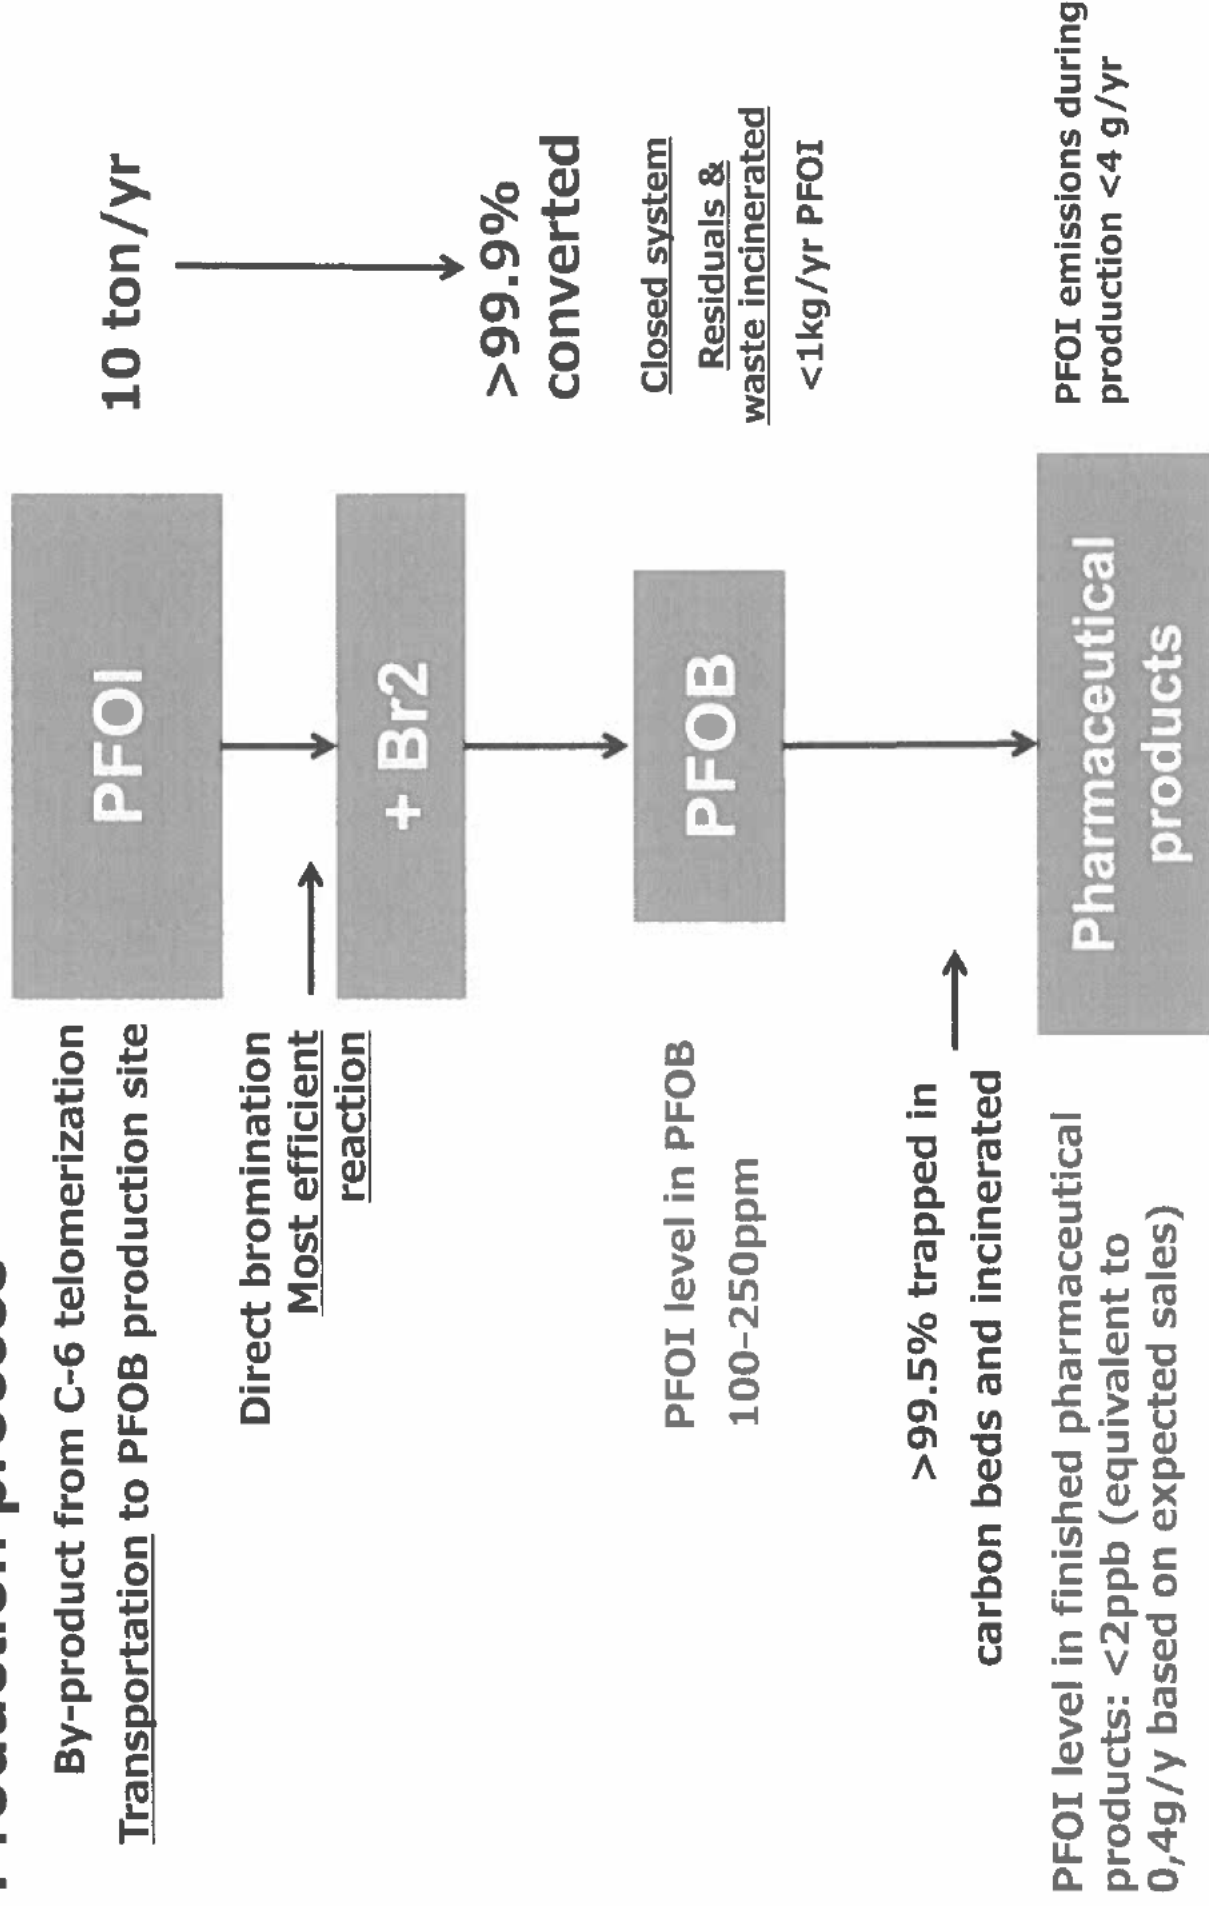 Production process
By-product from C-6 telomerization
Transportation to PFOB production site
PFOI
10 ton/yr
Direct bromination
Most efficient
reaction
+ Br2
>99.9%
converted
PFOI level in PFOB
100-250ppm
PFOB
Closed system
Residuals &
waste incinerated
<1kg/yr PFOI
>99.5% trapped in
carbon beds and incinerated
PFOI level in finished pharmaceutical
products: <2ppb (equivalent to
0,4g/y based on expected sales)
Pharmaceutical
products
PFOI emissions during
production <4 g/yr